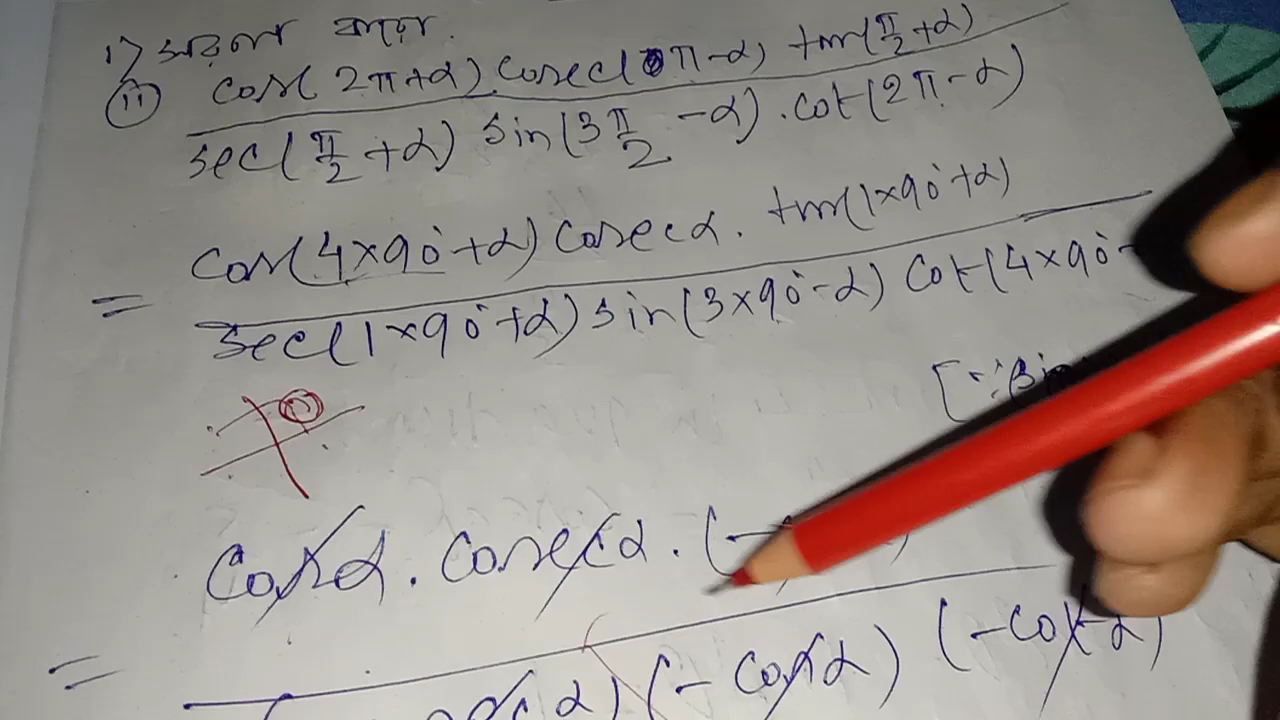 ১) সরল করো.
(ii) cos(2π+α) cosec(π-α) tan(π/2+α)
sec(π/2+α) sin(3π/2-α).cot(2π-α)
= cos(4×90°+α) cosecα. tan(1×90°+α)
sec(1×90°+α) sin(3×90°-α) cot(4×90°-
[∵
= cosα. cosecα. (-
α) (-cosα) (-cotα)